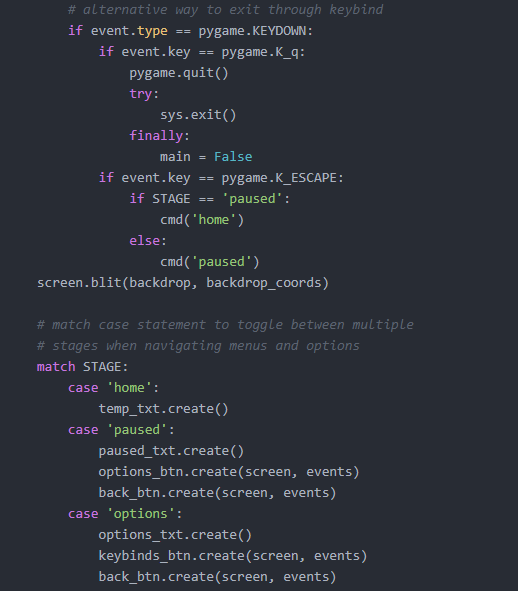 # alternative way to exit through keybind
if event.type == pygame.KEYDOWN:
if event.key == pygame.K_q:
pygame.quit()
try:
sys.exit()
finally:
main = False
if event.key == pygame.K_ESCAPE:
if STAGE == 'paused':
cmd('home')
else:
cmd('paused')
screen.blit(backdrop, backdrop_coords)
# match case statement to toggle between multiple
# stages when navigating menus and options
match STAGE:
case 'home':
temp_txt.create()
case 'paused':
paused_txt.create()
options_btn.create(screen, events)
back_btn.create(screen, events)
case 'options':
options_txt.create()
keybinds_btn.create(screen, events)
back_btn.create(screen, events)